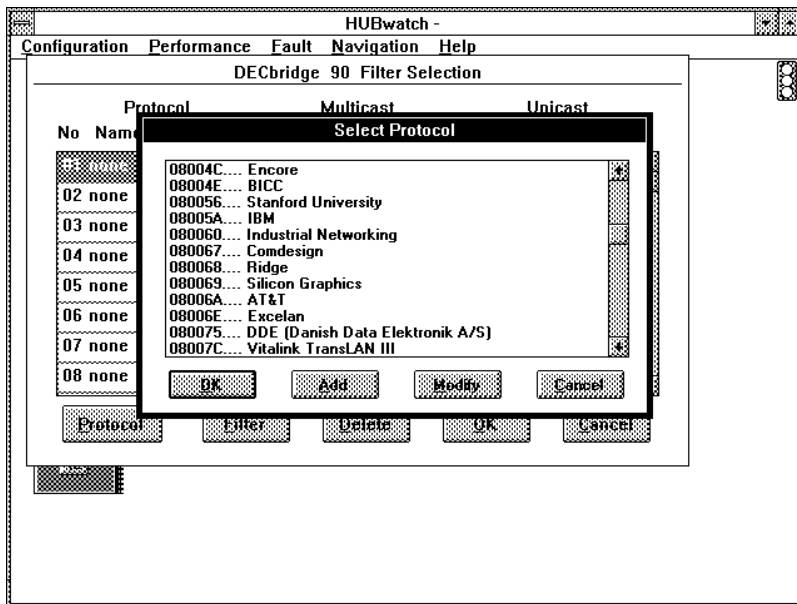 HUBwatch -
Configuration Performance Fault Navigation Help
DECbridge 90 Filter Selection
Protocol Multicast Unicast
No Name
Select Protocol
01 none
02 none
03 none
04 none
05 none
06 none
07 none
08 none
08004C.... Encore
08004E.... BICC
080056.... Stanford University
08005A.... IBM
080060.... Industrial Networking
080067.... Comdesign
080068.... Ridge
080069.... Silicon Graphics
08006A.... AT&T
08006E.... Excelan
080075.... DDE (Danish Data Elektronik A/S)
08007C.... Vitalink TransLAN III
OK Add Modify Cancel
Protocol Filter Delete OK Cancel